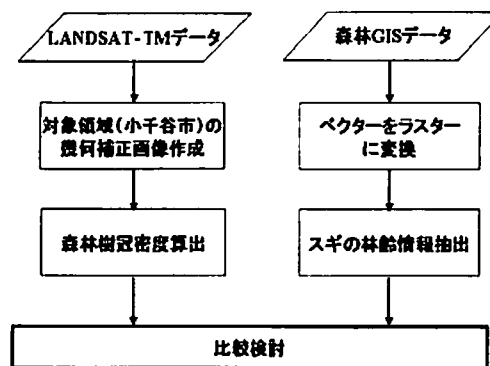 LANDSAT-TMデータ
対象領域(小千谷市)の
幾何補正画像作成
森林樹冠密度算出
森林GISデータ
ベクターをラスター
に変換
スギの林齢情報抽出
比較検討